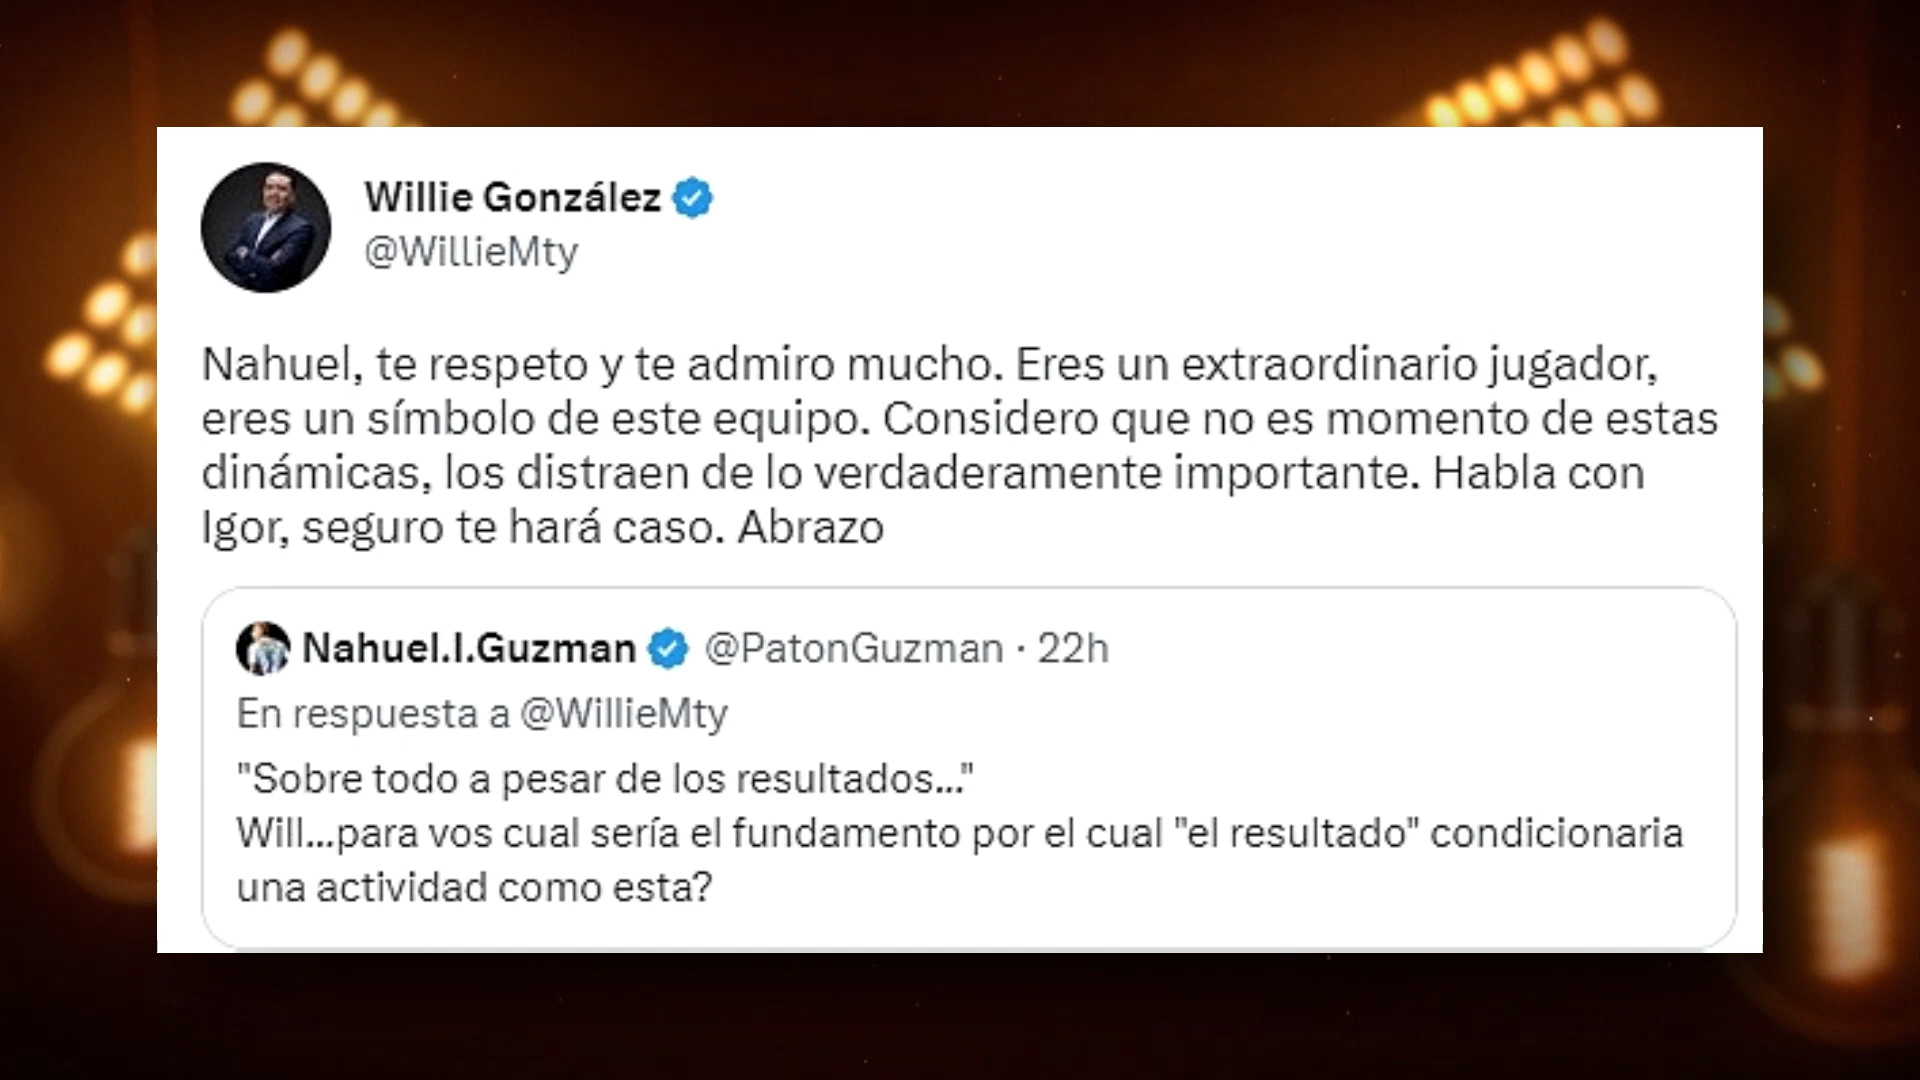 Willie González
@WillieMty
Nahuel, te respeto y te admiro mucho. Eres un extraordinario jugador,
eres un símbolo de este equipo. Considero que no es momento de estas
dinámicas, los distraen de lo verdaderamente importante. Habla con
Igor, seguro te hará caso. Abrazo
Nahuel.I.Guzman @PatonGuzman · 22h
En respuesta a @WillieMty
"Sobre todo a pesar de los resultados..."
Will...para vos cual sería el fundamento por el cual "el resultado" condicionaria
una actividad como esta?